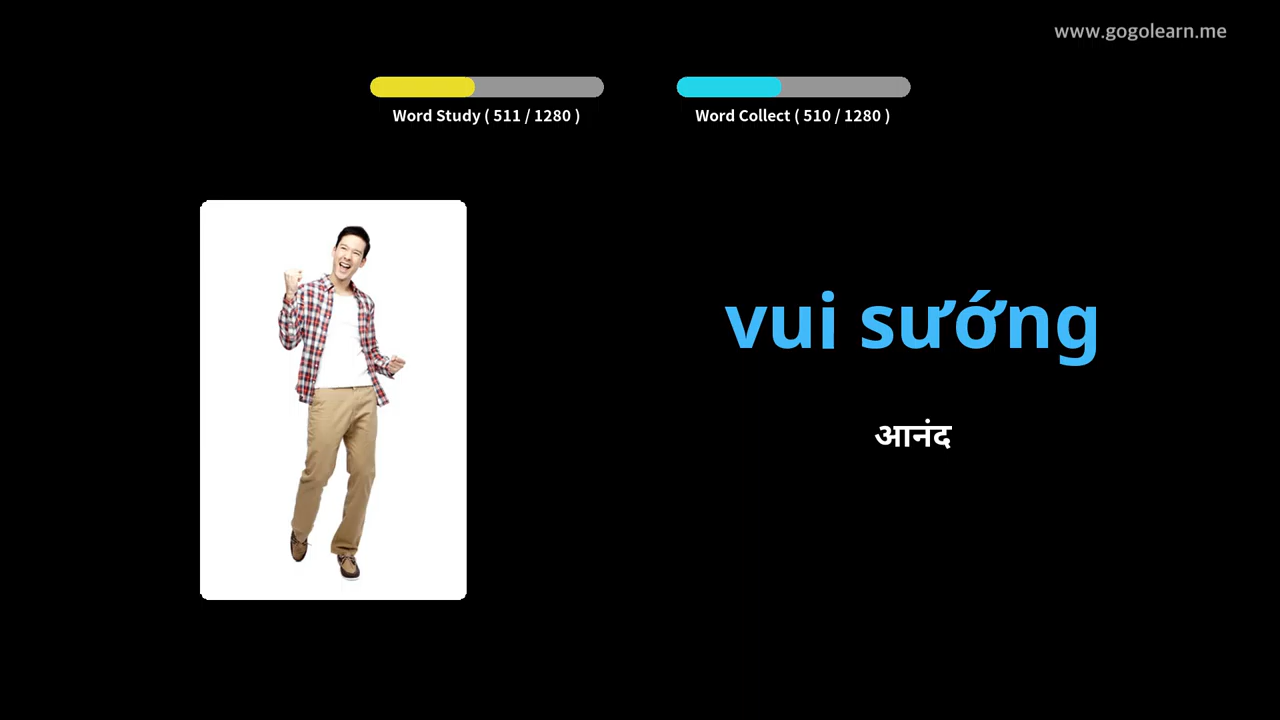 www.gogolearn.me
Word Study ( 511 / 1280 )
Word Collect ( 510 / 1280 )
vui sướng
आनंद